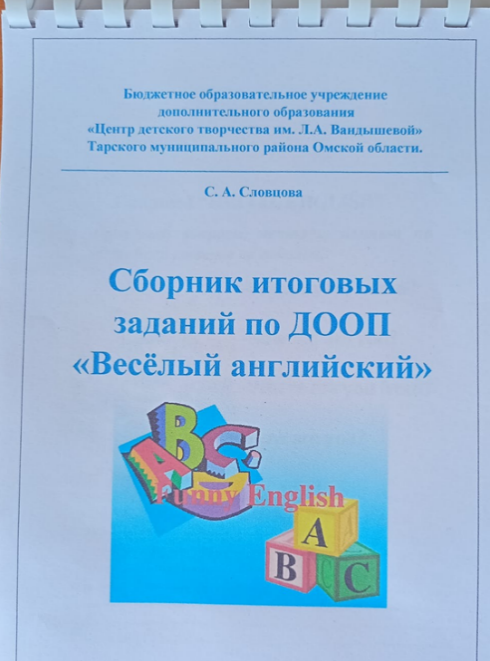 Бюджетное образовательное учреждение
дополнительного образования
«Центр детского творчества им. Л.А. Вандышевой»
Тарского муниципального района Омской области.
С. А. Словцова
Сборник итоговых
заданий по ДООП
«Весёлый английский»
ABC
Funny English
A
B C